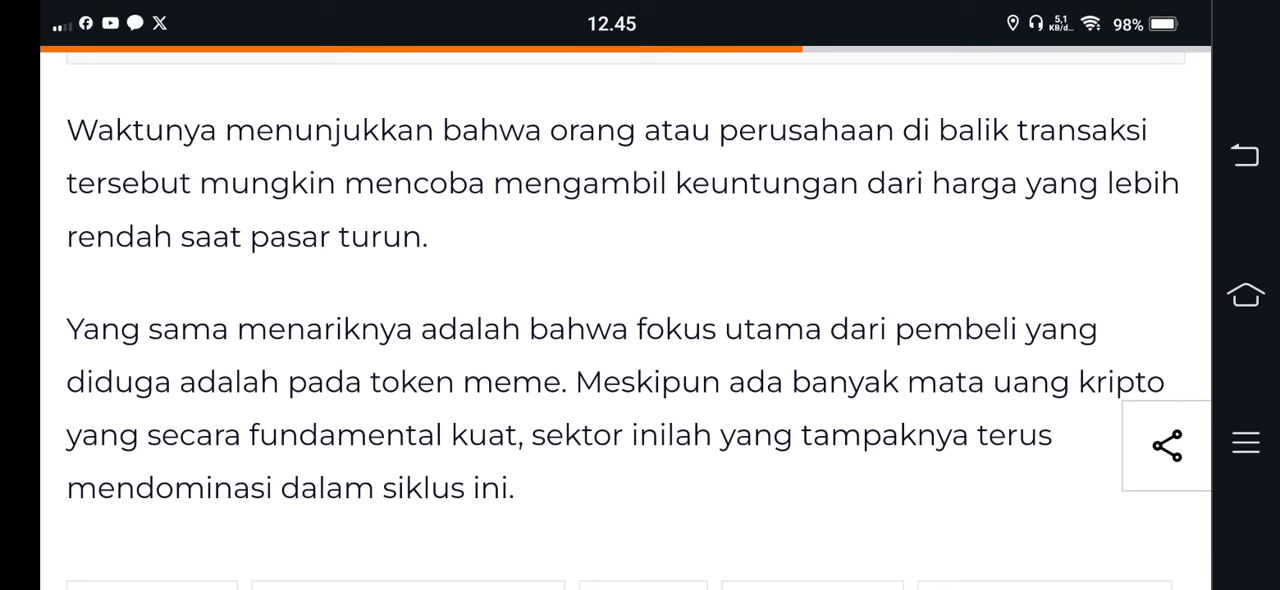 12.45
5,1
KB/d...
98%
Waktunya menunjukkan bahwa orang atau perusahaan di balik transaksi
tersebut mungkin mencoba mengambil keuntungan dari harga yang lebih
rendah saat pasar turun.
Yang sama menariknya adalah bahwa fokus utama dari pembeli yang
diduga adalah pada token meme. Meskipun ada banyak mata uang kripto
yang secara fundamental kuat, sektor inilah yang tampaknya terus
mendominasi dalam siklus ini.